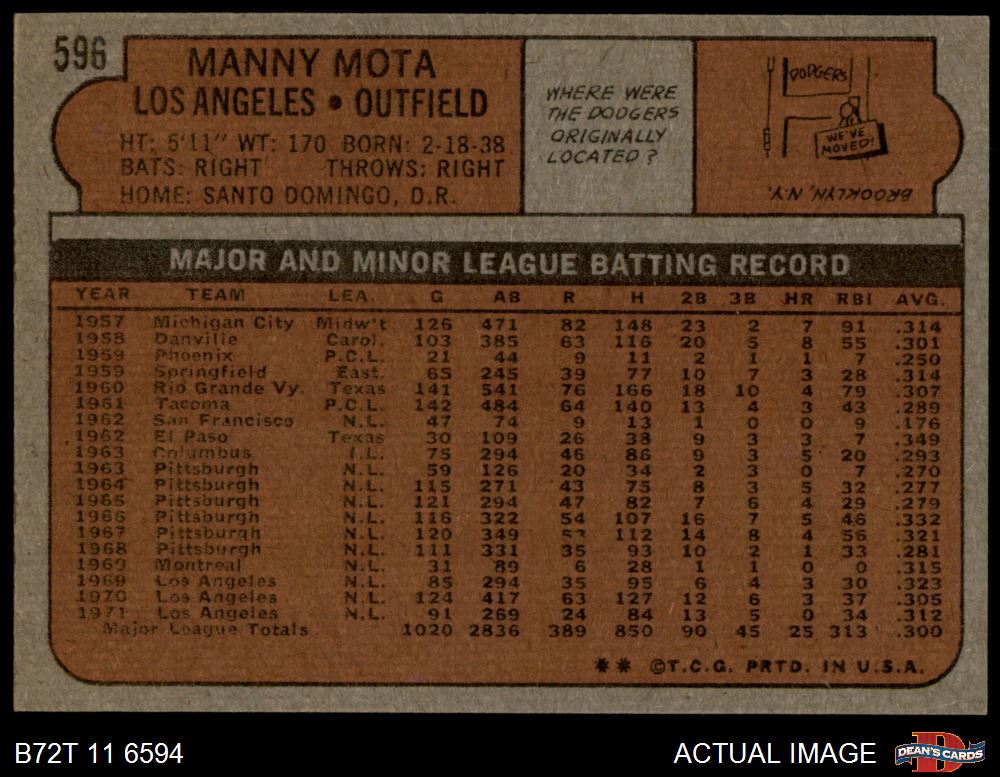 596
MANNY MOTA
LOS ANGELES • OUTFIELD
HT: 5'11" WT: 170 BORN: 2-18-38
BATS: RIGHT THROWS: RIGHT
HOME: SANTO DOMINGO, D.R.
WHERE WERE
THE DODGERS
ORIGINALLY
LOCATED?
DODGERS
WE'VE
MOVED!
BROOKLYN, N.Y.
MAJOR AND MINOR LEAGUE BATTING RECORD
YEAR TEAM LEA. G AB R H 2B 3B HR RBI AVG.
1957 Michigan City Midw't 126 471 82 148 23 2 7 91 .314
1958 Danville Carol. 103 385 63 116 20 5 8 55 .301
1959 Phoenix P.C.L. 21 44 9 11 2 1 1 7 .250
1959 Springfield East. 65 245 39 77 10 7 3 28 .314
1960 Rio Grande Vy. Texas 141 541 76 166 18 10 4 79 .307
1961 Tacoma P.C.L. 142 484 64 140 13 4 3 43 .289
1962 San Francisco N.L. 47 74 9 13 1 0 0 9 .176
1962 El Paso Texas 30 109 26 38 9 3 3 7 .349
1963 Columbus I.L. 75 294 46 86 9 3 5 20 .293
1963 Pittsburgh N.L. 59 126 20 34 2 3 0 7 .270
1964 Pittsburgh N.L. 115 271 43 75 8 3 5 32 .277
1965 Pittsburgh N.L. 121 294 47 82 7 6 4 29 .279
1966 Pittsburgh N.L. 116 322 54 107 16 7 5 46 .332
1967 Pittsburgh N.L. 120 349 53 112 14 8 4 56 .321
1968 Pittsburgh N.L. 111 331 35 93 10 2 1 33 .281
1969 Montreal N.L. 31 89 6 28 1 1 0 0 .315
1969 Los Angeles N.L. 85 294 35 95 6 4 3 30 .323
1970 Los Angeles N.L. 124 417 63 127 12 6 3 37 .305
1971 Los Angeles N.L. 91 269 24 84 13 5 0 34 .312
Major League Totals 1020 2836 389 850 90 45 25 313 .300
** ©T.C.G. PRTD. IN U.S.A.
B72T 11 6594
ACTUAL IMAGE
D
DEAN'S CARDS